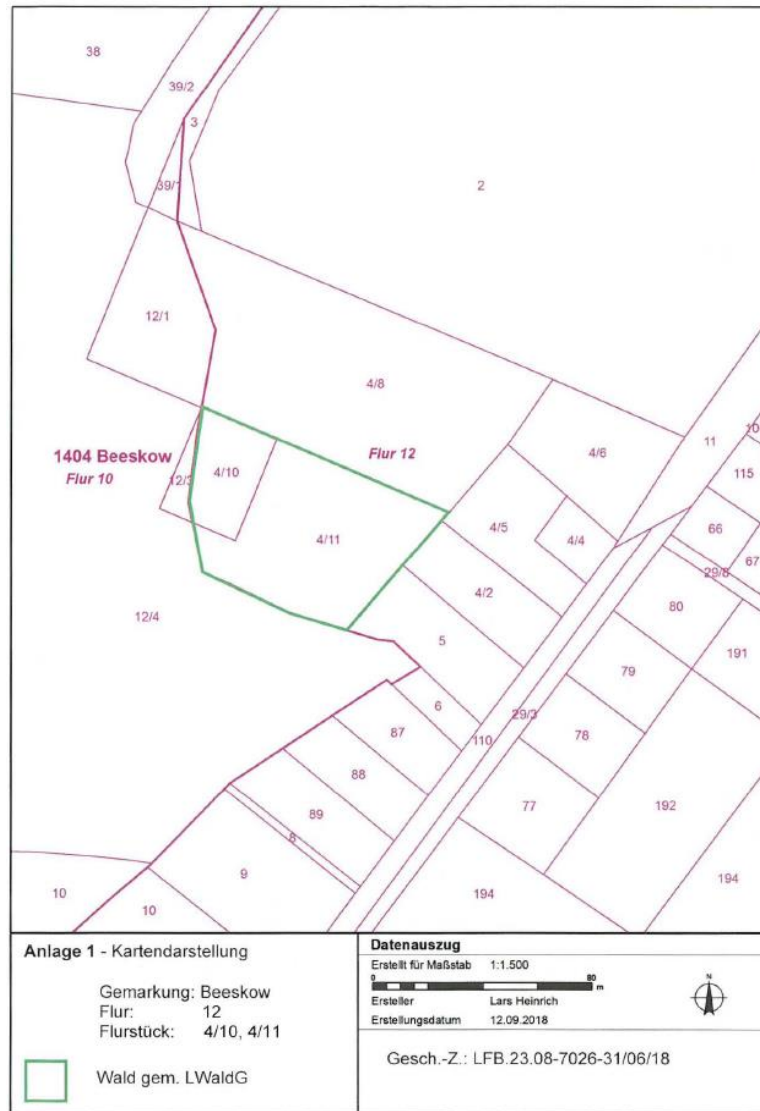 38
39/2
3
39/1
2
12/1
4/8
11
10
4/6
115
1404 Beeskow
Flur 12
Flur 10
12/3
4/10
4/5
66
4/11
4/4
67
29/8
4/2
80
12/4
5
191
79
6
29/3
87
110
78
88
192
89
77
8
9
194
10
10
194
Anlage 1 - Kartendarstellung
Gemarkung: Beeskow
Flur: 12
Flurstück: 4/10, 4/11
Wald gem. LWaldG
Datenauszug
Erstellt für Maßstab 1:1.500
0 80 m
Ersteller Lars Heinrich
Erstellungsdatum 12.09.2018
N
Gesch.-Z.: LFB.23.08-7026-31/06/18